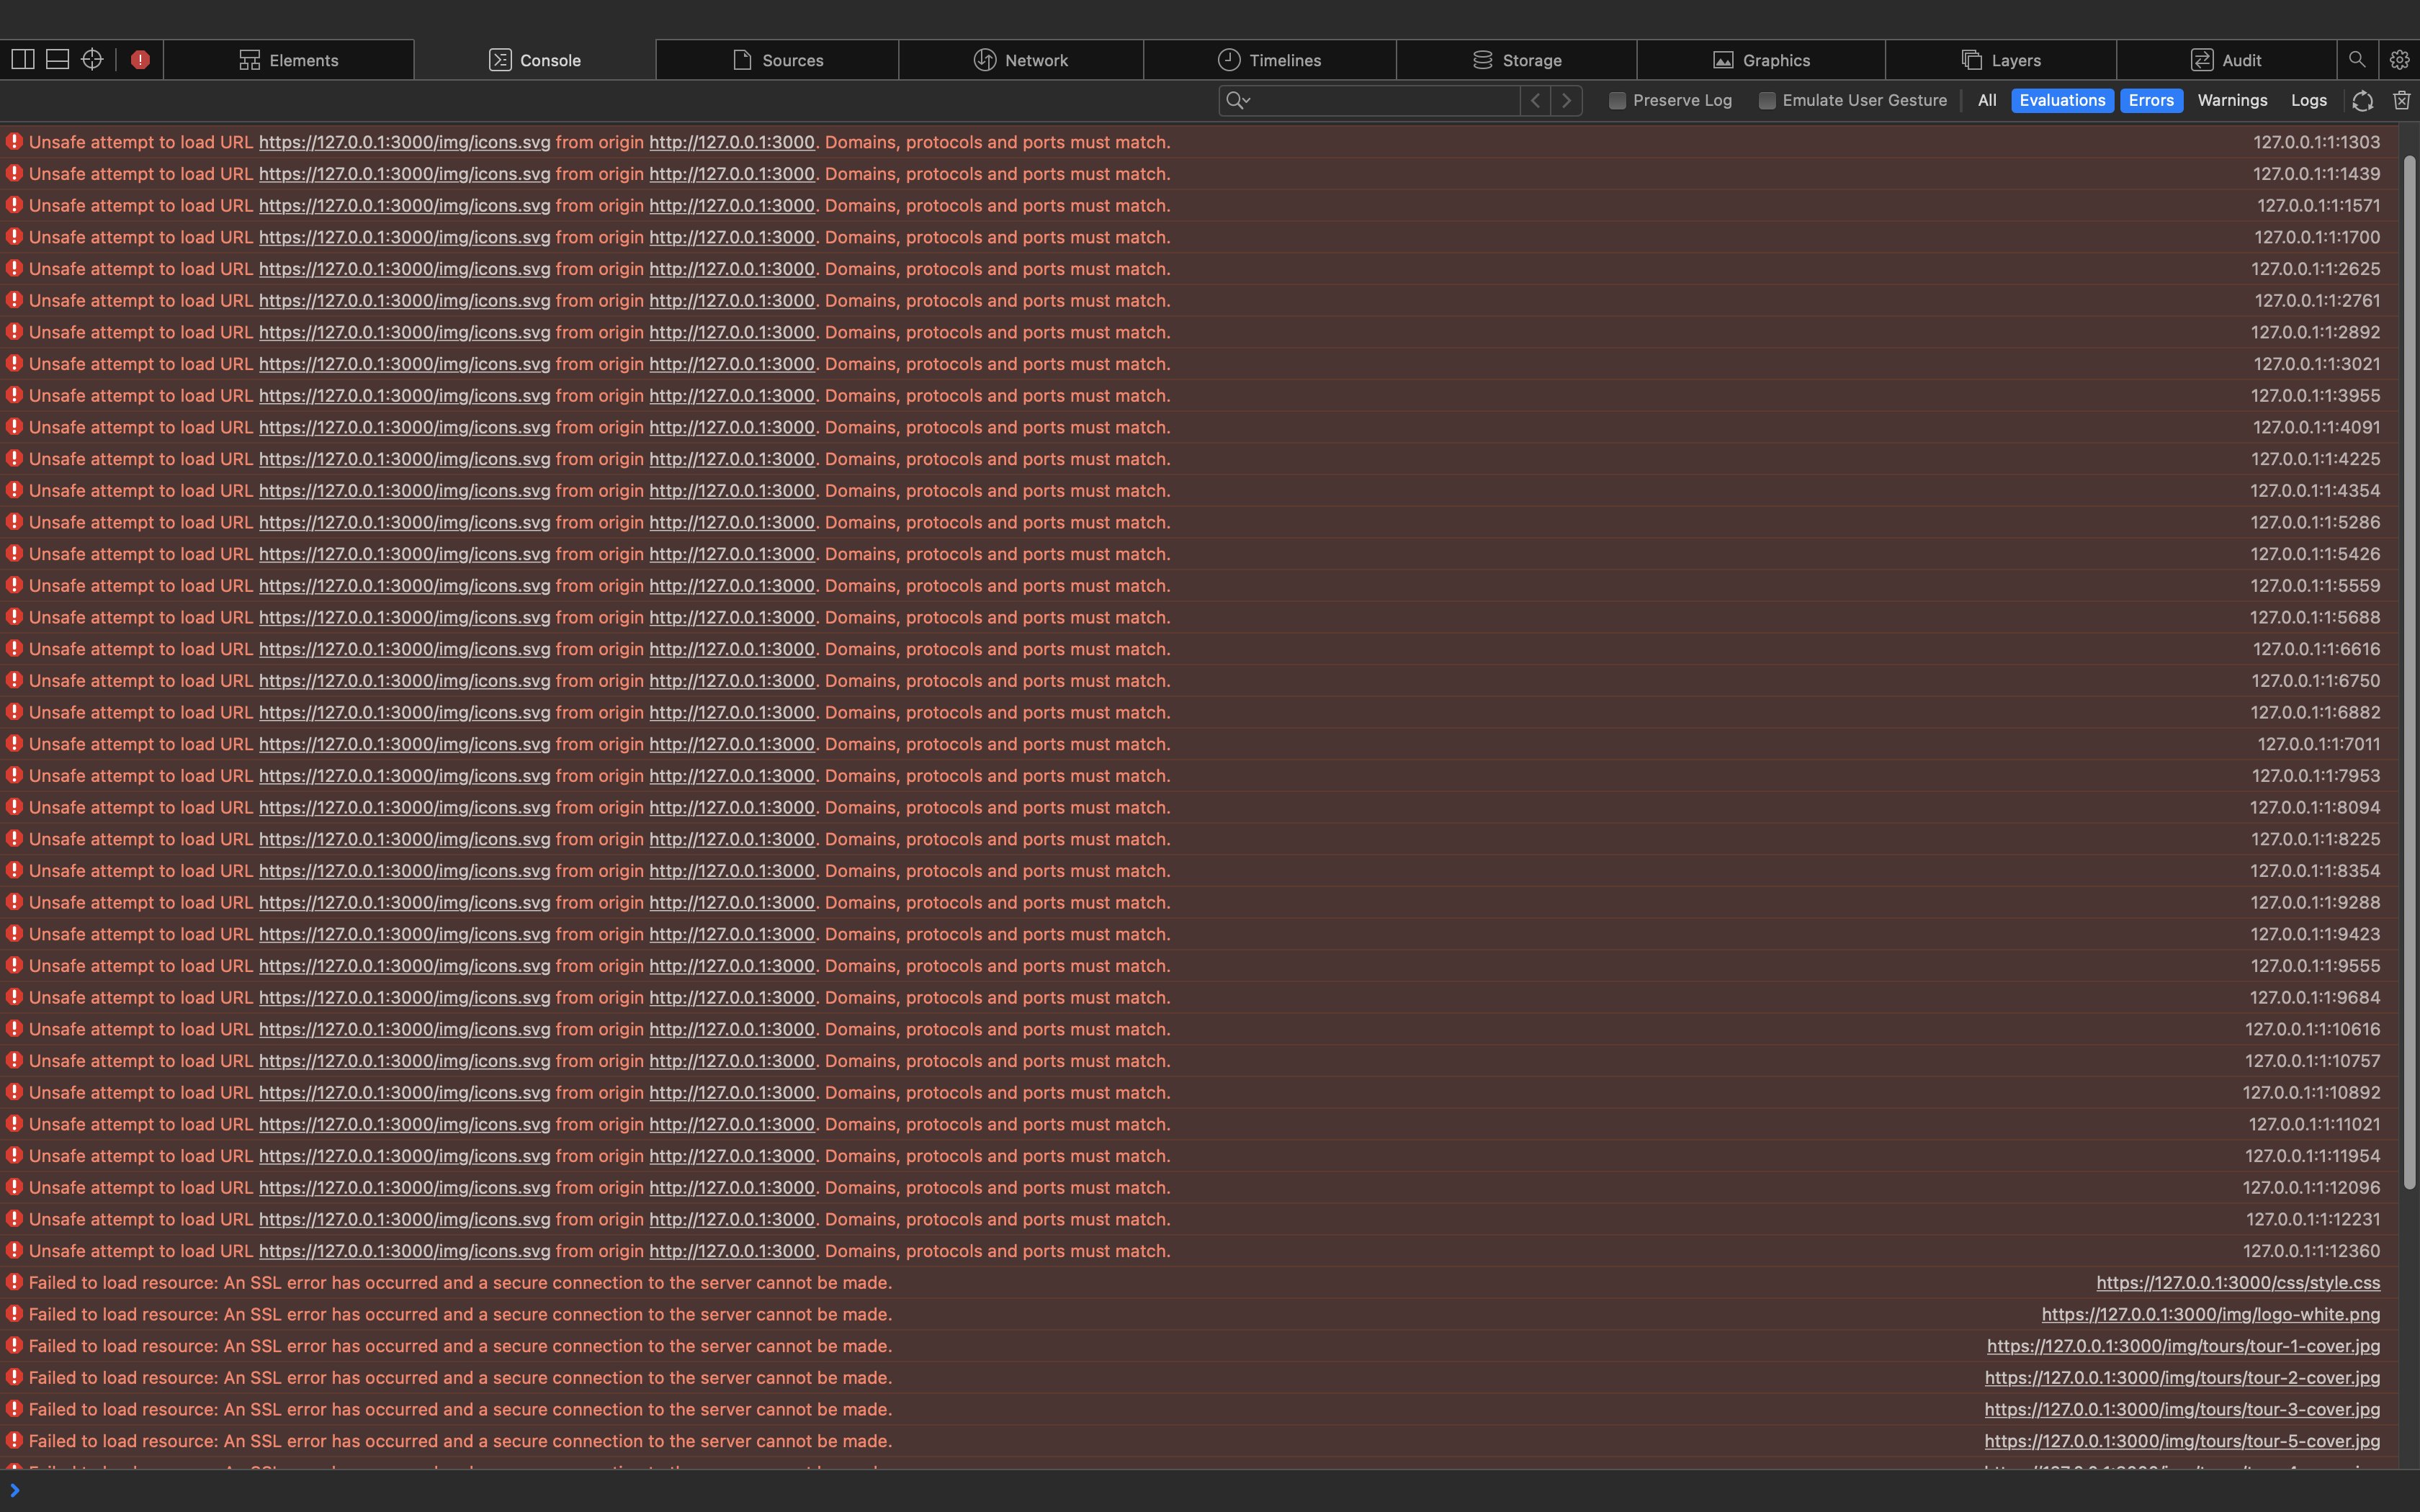 Elements Console Sources Network Timelines Storage Graphics Layers Audit
Preserve Log Emulate User Gesture All Evaluations Errors Warnings Logs
Unsafe attempt to load URL https://127.0.0.1:3000/img/icons.svg from origin http://127.0.0.1:3000. Domains, protocols and ports must match. 127.0.0.1:1:1303
Unsafe attempt to load URL https://127.0.0.1:3000/img/icons.svg from origin http://127.0.0.1:3000. Domains, protocols and ports must match. 127.0.0.1:1:1439
Unsafe attempt to load URL https://127.0.0.1:3000/img/icons.svg from origin http://127.0.0.1:3000. Domains, protocols and ports must match. 127.0.0.1:1:1571
Unsafe attempt to load URL https://127.0.0.1:3000/img/icons.svg from origin http://127.0.0.1:3000. Domains, protocols and ports must match. 127.0.0.1:1:1700
Unsafe attempt to load URL https://127.0.0.1:3000/img/icons.svg from origin http://127.0.0.1:3000. Domains, protocols and ports must match. 127.0.0.1:1:2625
Unsafe attempt to load URL https://127.0.0.1:3000/img/icons.svg from origin http://127.0.0.1:3000. Domains, protocols and ports must match. 127.0.0.1:1:2761
Unsafe attempt to load URL https://127.0.0.1:3000/img/icons.svg from origin http://127.0.0.1:3000. Domains, protocols and ports must match. 127.0.0.1:1:2892
Unsafe attempt to load URL https://127.0.0.1:3000/img/icons.svg from origin http://127.0.0.1:3000. Domains, protocols and ports must match. 127.0.0.1:1:3021
Unsafe attempt to load URL https://127.0.0.1:3000/img/icons.svg from origin http://127.0.0.1:3000. Domains, protocols and ports must match. 127.0.0.1:1:3955
Unsafe attempt to load URL https://127.0.0.1:3000/img/icons.svg from origin http://127.0.0.1:3000. Domains, protocols and ports must match. 127.0.0.1:1:4091
Unsafe attempt to load URL https://127.0.0.1:3000/img/icons.svg from origin http://127.0.0.1:3000. Domains, protocols and ports must match. 127.0.0.1:1:4225
Unsafe attempt to load URL https://127.0.0.1:3000/img/icons.svg from origin http://127.0.0.1:3000. Domains, protocols and ports must match. 127.0.0.1:1:4354
Unsafe attempt to load URL https://127.0.0.1:3000/img/icons.svg from origin http://127.0.0.1:3000. Domains, protocols and ports must match. 127.0.0.1:1:5286
Unsafe attempt to load URL https://127.0.0.1:3000/img/icons.svg from origin http://127.0.0.1:3000. Domains, protocols and ports must match. 127.0.0.1:1:5426
Unsafe attempt to load URL https://127.0.0.1:3000/img/icons.svg from origin http://127.0.0.1:3000. Domains, protocols and ports must match. 127.0.0.1:1:5559
Unsafe attempt to load URL https://127.0.0.1:3000/img/icons.svg from origin http://127.0.0.1:3000. Domains, protocols and ports must match. 127.0.0.1:1:5688
Unsafe attempt to load URL https://127.0.0.1:3000/img/icons.svg from origin http://127.0.0.1:3000. Domains, protocols and ports must match. 127.0.0.1:1:6616
Unsafe attempt to load URL https://127.0.0.1:3000/img/icons.svg from origin http://127.0.0.1:3000. Domains, protocols and ports must match. 127.0.0.1:1:6750
Unsafe attempt to load URL https://127.0.0.1:3000/img/icons.svg from origin http://127.0.0.1:3000. Domains, protocols and ports must match. 127.0.0.1:1:6882
Unsafe attempt to load URL https://127.0.0.1:3000/img/icons.svg from origin http://127.0.0.1:3000. Domains, protocols and ports must match. 127.0.0.1:1:7011
Unsafe attempt to load URL https://127.0.0.1:3000/img/icons.svg from origin http://127.0.0.1:3000. Domains, protocols and ports must match. 127.0.0.1:1:7953
Unsafe attempt to load URL https://127.0.0.1:3000/img/icons.svg from origin http://127.0.0.1:3000. Domains, protocols and ports must match. 127.0.0.1:1:8094
Unsafe attempt to load URL https://127.0.0.1:3000/img/icons.svg from origin http://127.0.0.1:3000. Domains, protocols and ports must match. 127.0.0.1:1:8225
Unsafe attempt to load URL https://127.0.0.1:3000/img/icons.svg from origin http://127.0.0.1:3000. Domains, protocols and ports must match. 127.0.0.1:1:8354
Unsafe attempt to load URL https://127.0.0.1:3000/img/icons.svg from origin http://127.0.0.1:3000. Domains, protocols and ports must match. 127.0.0.1:1:9288
Unsafe attempt to load URL https://127.0.0.1:3000/img/icons.svg from origin http://127.0.0.1:3000. Domains, protocols and ports must match. 127.0.0.1:1:9423
Unsafe attempt to load URL https://127.0.0.1:3000/img/icons.svg from origin http://127.0.0.1:3000. Domains, protocols and ports must match. 127.0.0.1:1:9555
Unsafe attempt to load URL https://127.0.0.1:3000/img/icons.svg from origin http://127.0.0.1:3000. Domains, protocols and ports must match. 127.0.0.1:1:9684
Unsafe attempt to load URL https://127.0.0.1:3000/img/icons.svg from origin http://127.0.0.1:3000. Domains, protocols and ports must match. 127.0.0.1:1:10616
Unsafe attempt to load URL https://127.0.0.1:3000/img/icons.svg from origin http://127.0.0.1:3000. Domains, protocols and ports must match. 127.0.0.1:1:10757
Unsafe attempt to load URL https://127.0.0.1:3000/img/icons.svg from origin http://127.0.0.1:3000. Domains, protocols and ports must match. 127.0.0.1:1:10892
Unsafe attempt to load URL https://127.0.0.1:3000/img/icons.svg from origin http://127.0.0.1:3000. Domains, protocols and ports must match. 127.0.0.1:1:11021
Unsafe attempt to load URL https://127.0.0.1:3000/img/icons.svg from origin http://127.0.0.1:3000. Domains, protocols and ports must match. 127.0.0.1:1:11954
Unsafe attempt to load URL https://127.0.0.1:3000/img/icons.svg from origin http://127.0.0.1:3000. Domains, protocols and ports must match. 127.0.0.1:1:12096
Unsafe attempt to load URL https://127.0.0.1:3000/img/icons.svg from origin http://127.0.0.1:3000. Domains, protocols and ports must match. 127.0.0.1:1:12231
Unsafe attempt to load URL https://127.0.0.1:3000/img/icons.svg from origin http://127.0.0.1:3000. Domains, protocols and ports must match. 127.0.0.1:1:12360
Failed to load resource: An SSL error has occurred and a secure connection to the server cannot be made. https://127.0.0.1:3000/css/style.css
Failed to load resource: An SSL error has occurred and a secure connection to the server cannot be made. https://127.0.0.1:3000/img/logo-white.png
Failed to load resource: An SSL error has occurred and a secure connection to the server cannot be made. https://127.0.0.1:3000/img/tours/tour-1-cover.jpg
Failed to load resource: An SSL error has occurred and a secure connection to the server cannot be made. https://127.0.0.1:3000/img/tours/tour-2-cover.jpg
Failed to load resource: An SSL error has occurred and a secure connection to the server cannot be made. https://127.0.0.1:3000/img/tours/tour-3-cover.jpg
Failed to load resource: An SSL error has occurred and a secure connection to the server cannot be made. https://127.0.0.1:3000/img/tours/tour-5-cover.jpg